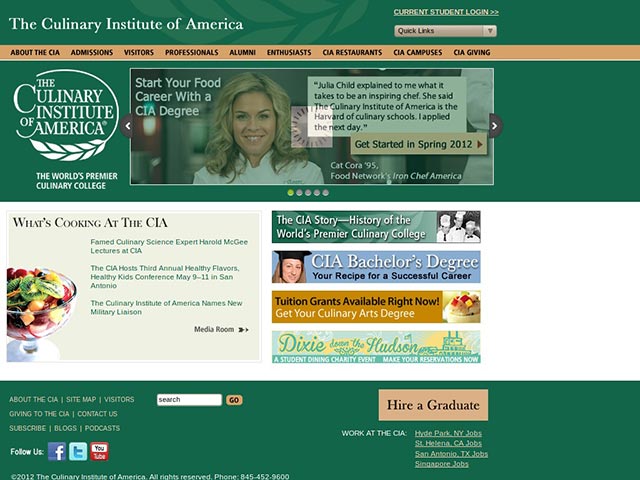 The Culinary Institute of America
CURRENT STUDENT LOGIN >>
Quick Links
ABOUT THE CIA ADMISSIONS VISITORS PROFESSIONALS ALUMNI ENTHUSIASTS CIA RESTAURANTS CIA CAMPUSES CIA GIVING
THE
CULINARY
INSTITUTE
OF AMERICA®
THE WORLD'S PREMIER
CULINARY COLLEGE
Start Your Food
Career With a
CIA Degree
"Julia Child explained to me what it
takes to be an inspiring chef. She said
The Culinary Institute of America is the
Harvard of culinary schools. I applied
the next day."
Get Started in Spring 2012
Cat Cora '95,
Food Network's Iron Chef America
WHAT'S COOKING AT THE CIA
Famed Culinary Science Expert Harold McGee
Lectures at CIA
The CIA Hosts Third Annual Healthy Flavors,
Healthy Kids Conference May 9–11 in San
Antonio
The Culinary Institute of America Names New
Military Liaison
Media Room
The CIA Story—History of the
World's Premier Culinary College
CIA Bachelor's Degree
Your Recipe for a Successful Career
Tuition Grants Available Right Now!
Get Your Culinary Arts Degree
Dixie down the Hudson
A STUDENT DINING CHARITY EVENT MAKE YOUR RESERVATIONS NOW
ABOUT THE CIA | SITE MAP | VISITORS
GIVING TO THE CIA | CONTACT US
SUBSCRIBE | BLOGS | PODCASTS
search
GO
Follow Us:
You
Tube
Hire a Graduate
WORK AT THE CIA: Hyde Park, NY Jobs
St. Helena, CA Jobs
San Antonio, TX Jobs
Singapore Jobs
©2012 The Culinary Institute of America. All rights reserved. Phone: 845-452-9600